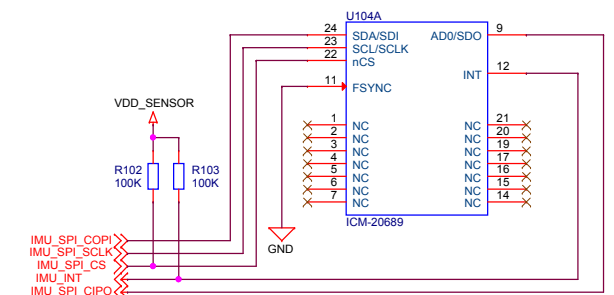 U104A
24 SDA/SDI AD0/SDO 9
23 SCL/SCLK
22 nCS
INT 12
11 FSYNC
VDD_SENSOR
1 NC NC 21
2 NC NC 20
3 NC NC 19
4 NC NC 17
5 NC NC 16
6 NC NC 15
7 NC NC 14
R102 R103
100K 100K
ICM-20689
GND
IMU_SPI_COPI
IMU_SPI_SCLK
IMU_SPI_CS
IMU_INT
IMU_SPI_CIPO